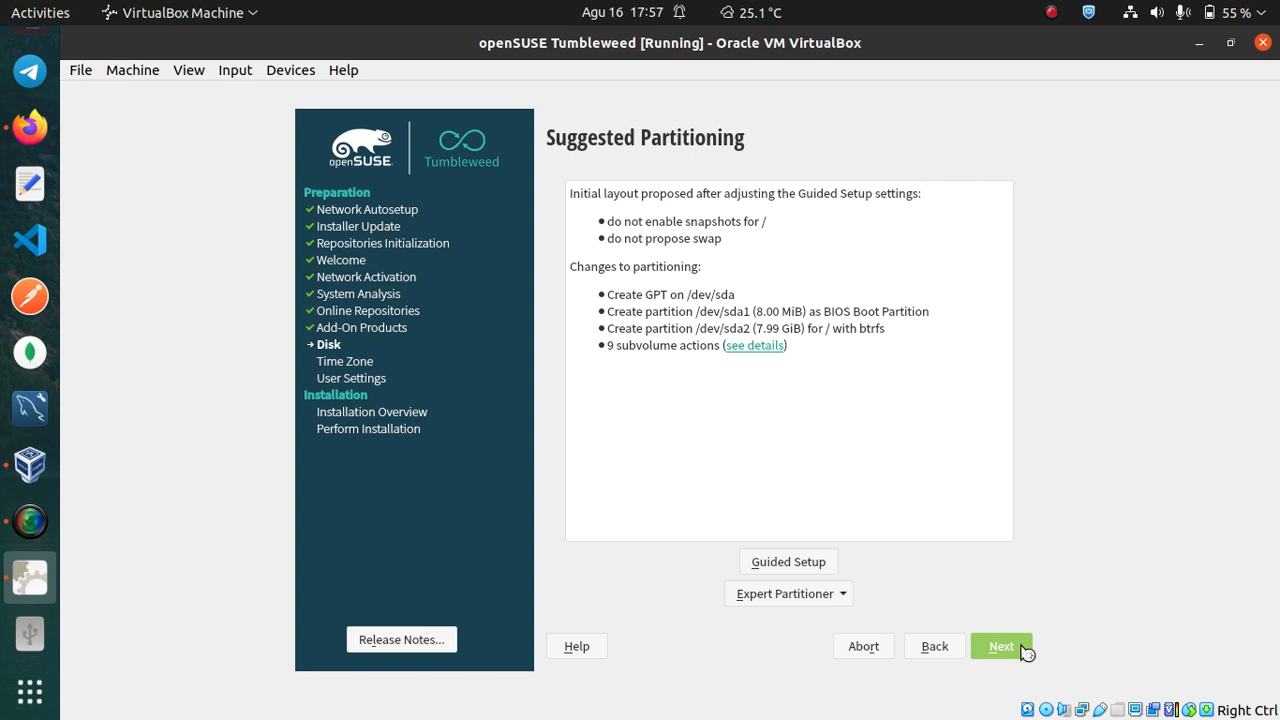 Activities
VirtualBox Machine
Agu 16 17:57
25.1°C
55 %
openSUSE Tumbleweed [Running] - Oracle VM VirtualBox
File Machine View Input Devices Help
openSUSE
Tumbleweed
Preparation
Network Autosetup
Installer Update
Repositories Initialization
Welcome
Network Activation
System Analysis
Online Repositories
Add-On Products
Disk
Time Zone
User Settings
Installation
Installation Overview
Perform Installation
Release Notes...
Suggested Partitioning
Initial layout proposed after adjusting the Guided Setup settings:
do not enable snapshots for /
do not propose swap
Changes to partitioning:
Create GPT on /dev/sda
Create partition /dev/sda1 (8.00 MiB) as BIOS Boot Partition
Create partition /dev/sda2 (7.99 GiB) for / with btrfs
9 subvolume actions (see details)
Guided Setup
Expert Partitioner
Help
Abort
Back
Next
Right Ctrl